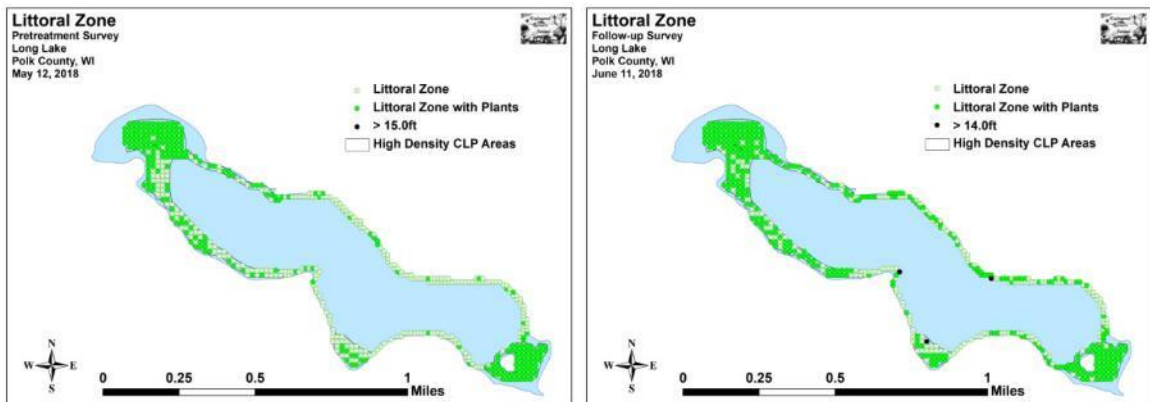 Littoral Zone
Pretreatment Survey
Long Lake
Polk County, WI
May 12, 2018
Littoral Zone
Littoral Zone with Plants
> 15.0ft
High Density CLP Areas
N
W E
S
0 0.25 0.5 1
Miles
Littoral Zone
Follow-up Survey
Long Lake
Polk County, WI
June 11, 2018
Littoral Zone
Littoral Zone with Plants
> 14.0ft
High Density CLP Areas
N
W E
S
0 0.25 0.5 1
Miles